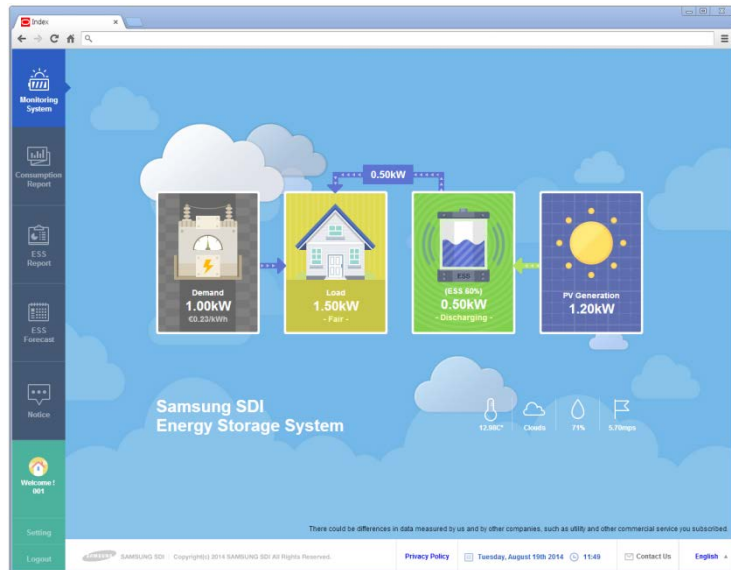 Index
Monitoring
System
Consumption
Report
ESS
Report
ESS
Forecast
Notice
Welcome !
001
Setting
Logout
0.50kW
Demand
1.00kW
€0.23/kWh
Load
1.50kW
- Fair -
ESS
(ESS 60%)
0.50kW
- Discharging -
PV Generation
1.20kW
Samsung SDI
Energy Storage System
12.00C°
Clouds
71%
5.70mps
There could be differences in data measured by us and by other companies, such as utility and other commercial service you subscribed.
SAMSUNG SAMSUNG SDI | Copyright(c) 2014 SAMSUNG SDI All Rights Reserved. Privacy Policy Tuesday, August 19th 2014 11:49 Contact Us English